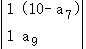 1 (10- a₇)
1 a₉